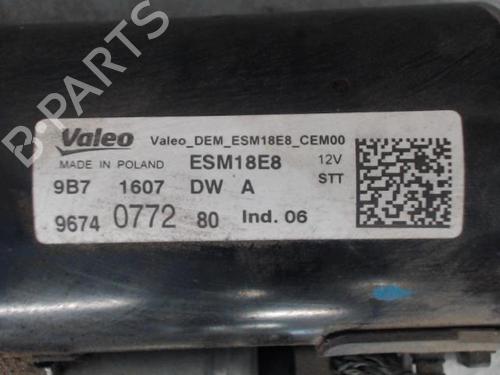 Valeo Valeo_DEM_ESM18E8_CEM00
MADE IN POLAND ESM18E8 12V
9B7 1607 DW A STT
9674 0772 80 Ind. 06
B-PARTS